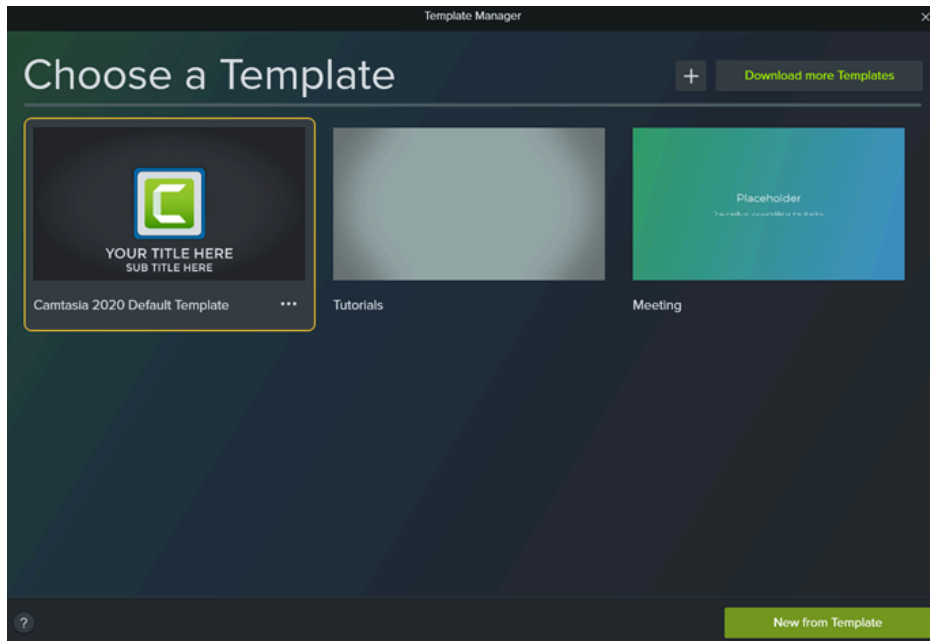 Template Manager
Choose a Template
+
Download more Templates
YOUR TITLE HERE
SUB TITLE HERE
Placeholder
Camtasia 2020 Default Template
Tutorials
Meeting
?
New from Template